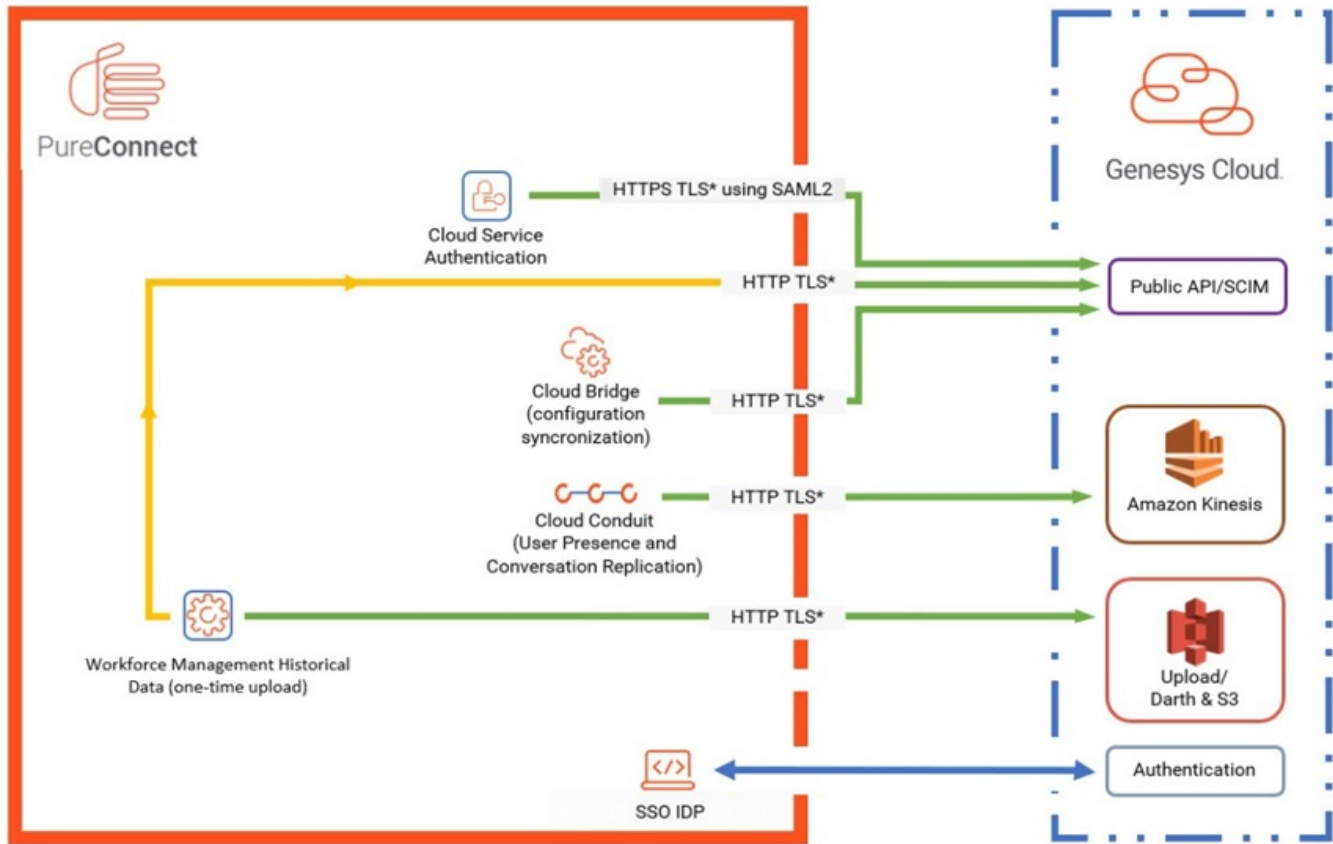 PureConnect
Genesys Cloud.
HTTPS TLS* using SAML2
Cloud Service
Authentication
HTTP TLS*
Public API/SCIM
Cloud Bridge
(configuration
syncronization)
HTTP TLS*
Cloud Conduit
(User Presence and
Conversation Replication)
HTTP TLS*
Amazon Kinesis
Workforce Management Historical
Data (one-time upload)
HTTP TLS*
Upload/
Darth & S3
SSO IDP
Authentication